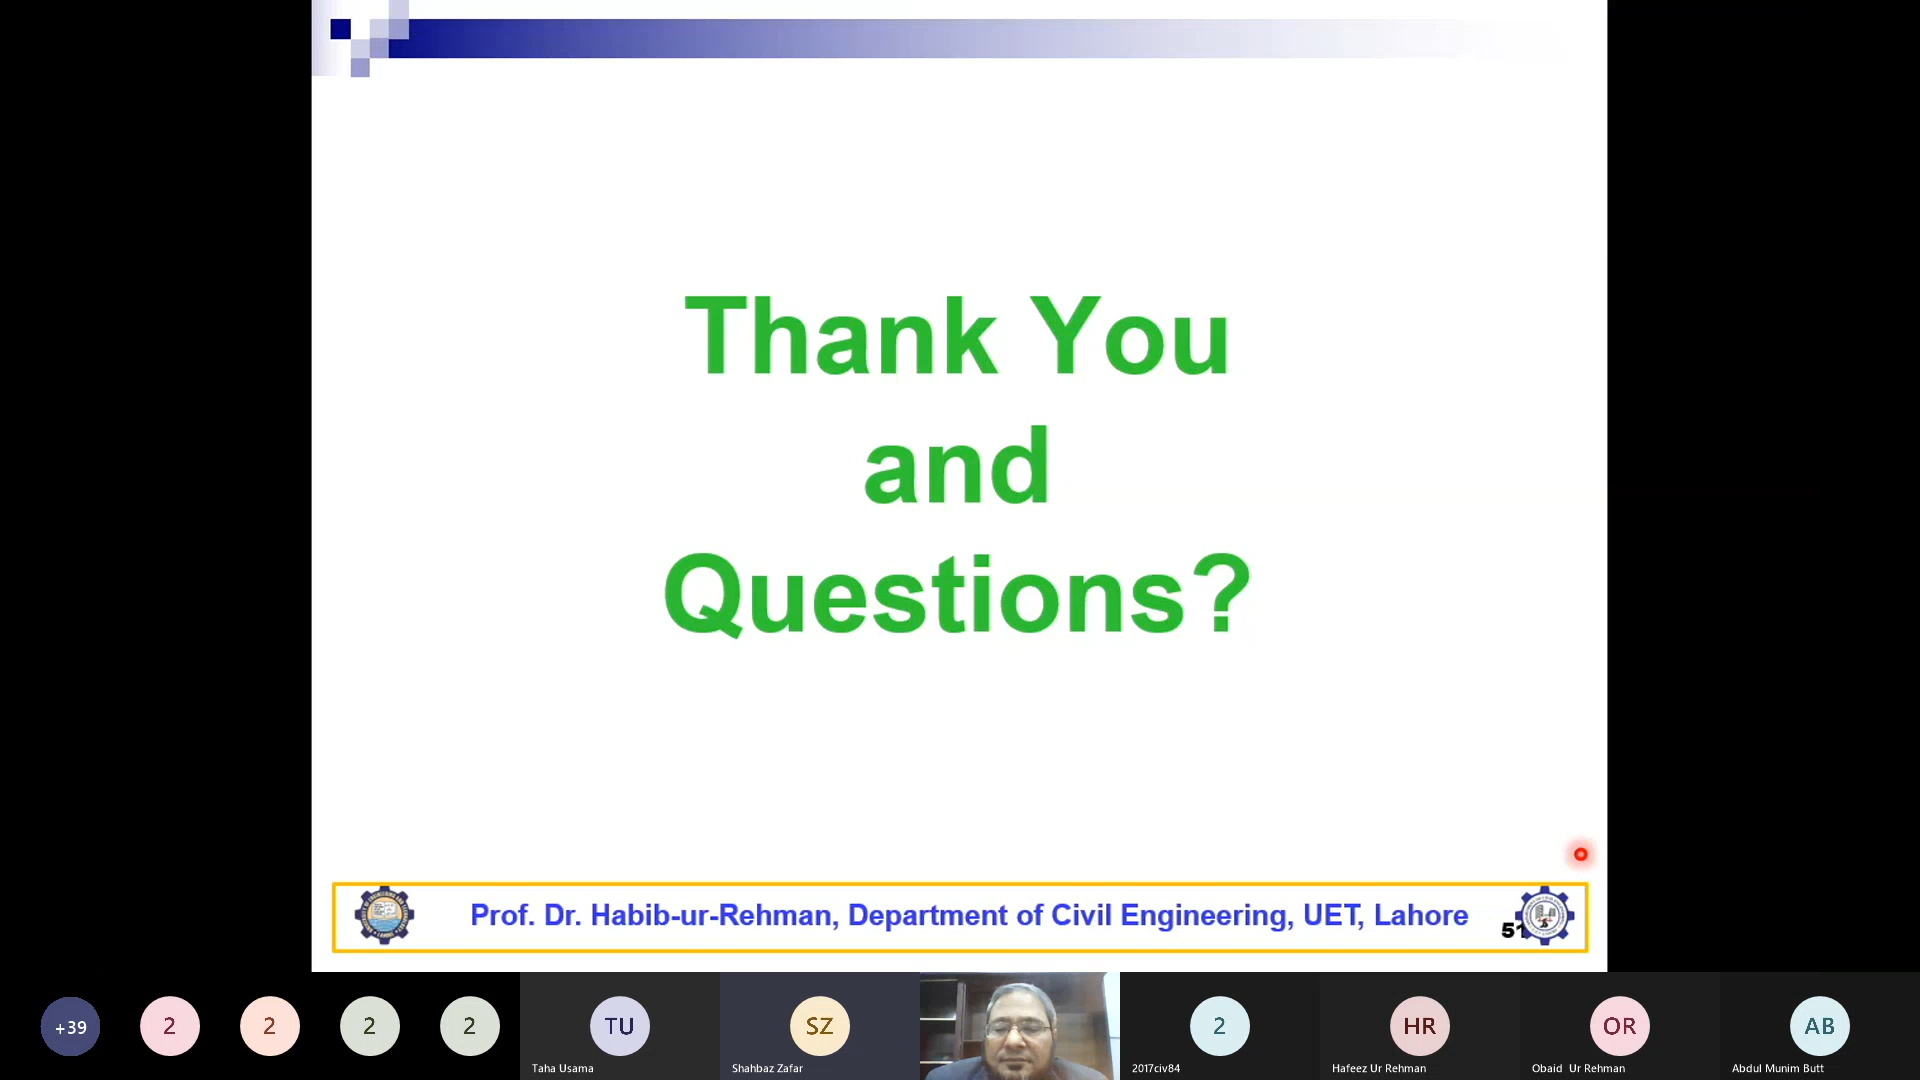 Thank You
and
Questions?
Prof. Dr. Habib-ur-Rehman, Department of Civil Engineering, UET, Lahore
51
+39
2
2
2
2
TU
Taha Usama
SZ
Shahbaz Zafar
2
2017civ84
HR
Hafeez Ur Rehman
OR
Obaid Ur Rehman
AB
Abdul Munim Butt